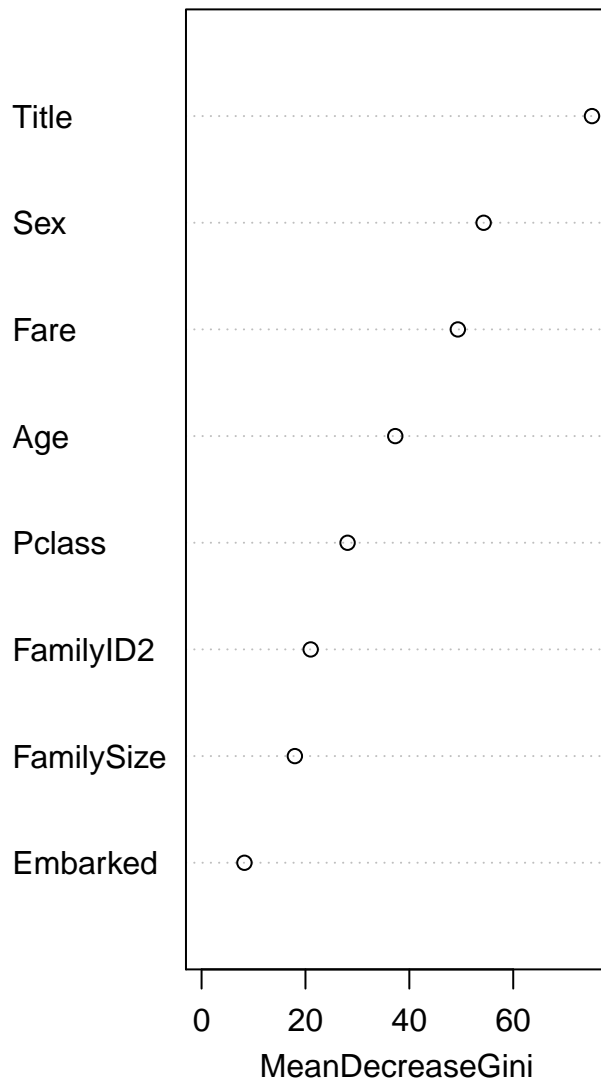 Title
Sex
Fare
Age
Pclass
FamilyID2
FamilySize
Embarked
0 20 40 60
MeanDecreaseGini